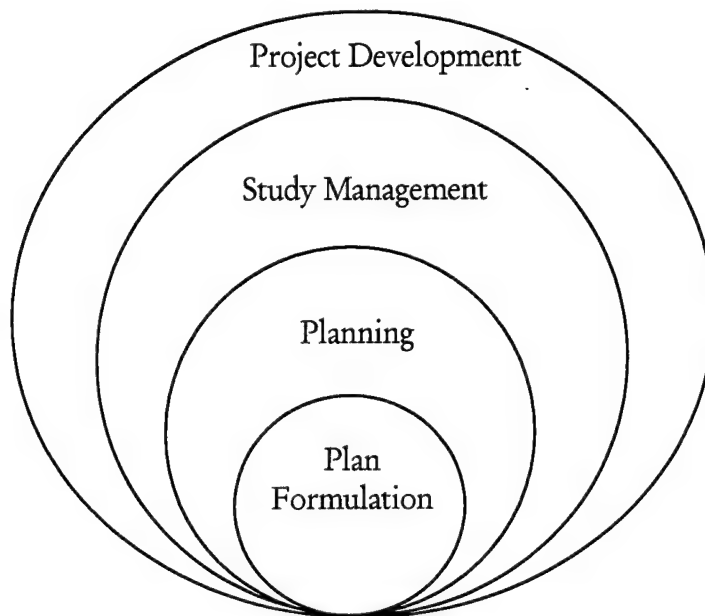 Project Development
Study Management
Planning
Plan
Formulation